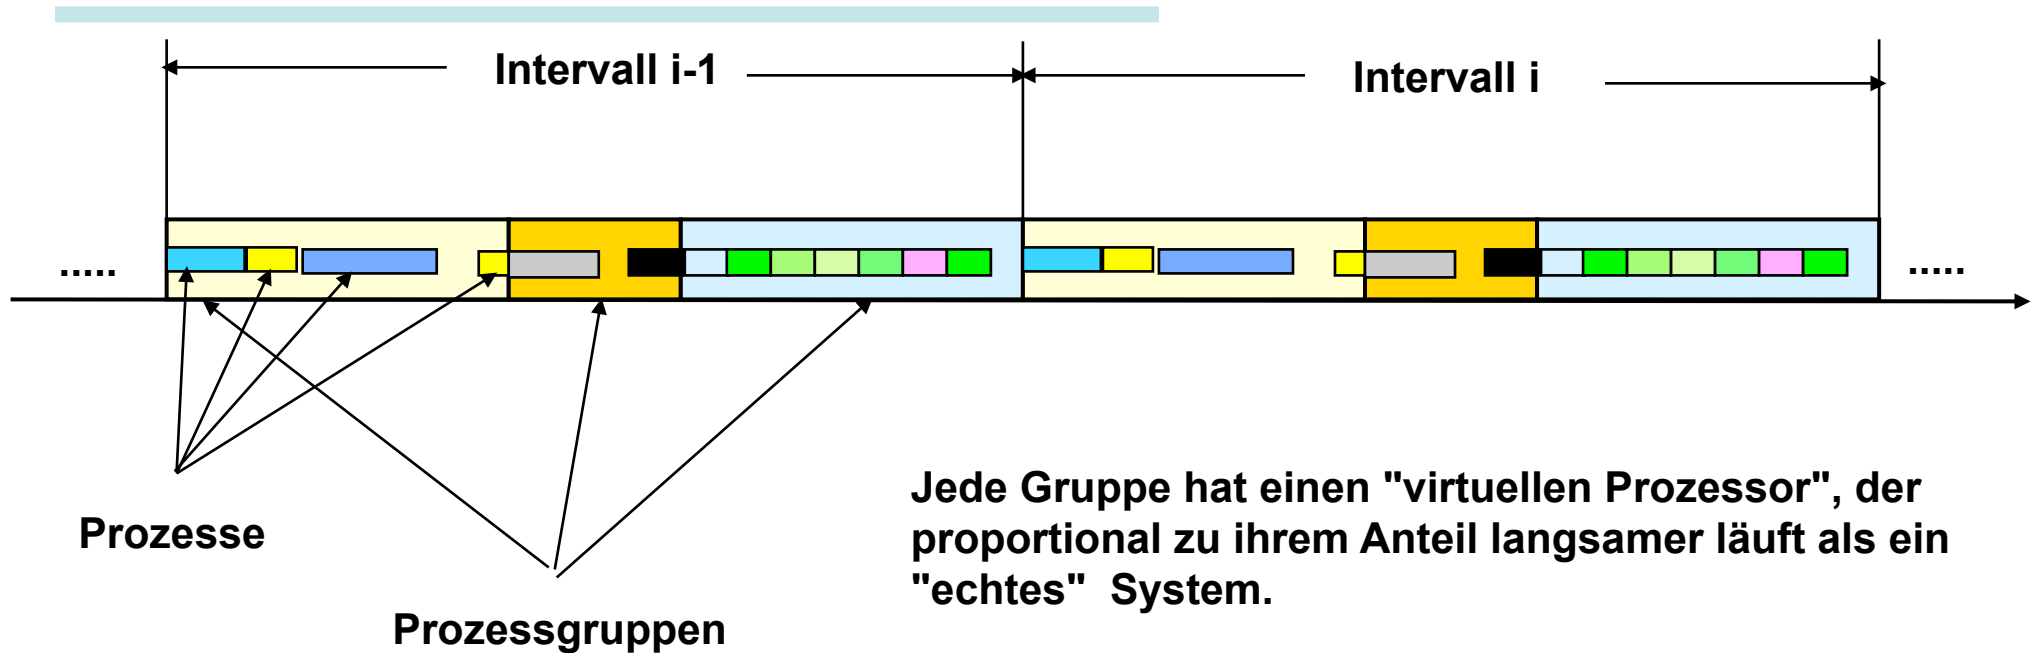 Intervall i-1
Intervall i
.....
.....
Prozesse
Prozessgruppen
Jede Gruppe hat einen "virtuellen Prozessor", der
proportional zu ihrem Anteil langsamer läuft als ein
"echtes"  System.